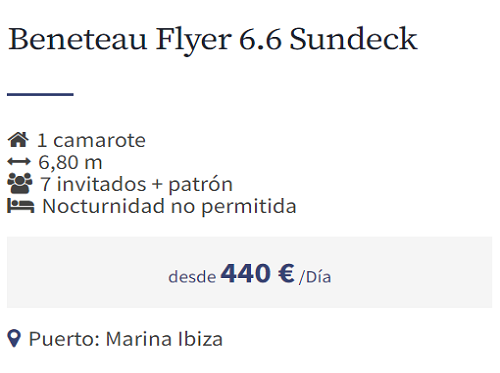 Beneteau Flyer 6.6 Sundeck
1 camarote
6,80 m
7 invitados + patrón
Nocturnidad no permitida
desde 440 € /Día
Puerto: Marina Ibiza